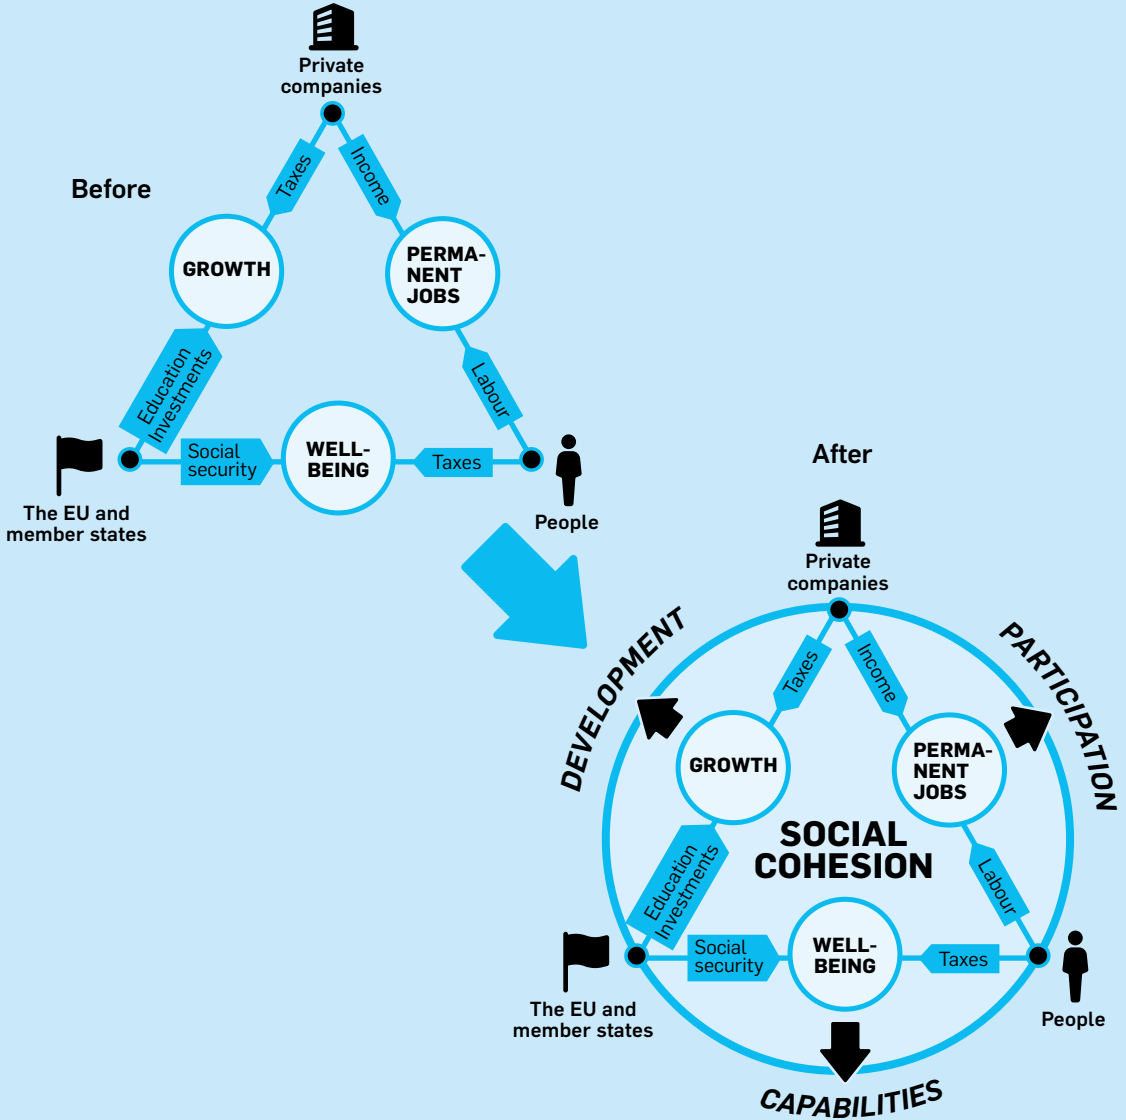 Private
companies
Before
Taxes
Income
GROWTH
PERMA-
NENT
JOBS
Education
Investments
Labour
Social
security
WELL-
BEING
Taxes
The EU and
member states
People
After
Private
companies
DEVELOPMENT
PARTICIPATION
Taxes
Income
GROWTH
PERMA-
NENT
JOBS
SOCIAL
COHESION
Education
Investments
Labour
Social
security
WELL-
BEING
Taxes
The EU and
member states
People
CAPABILITIES